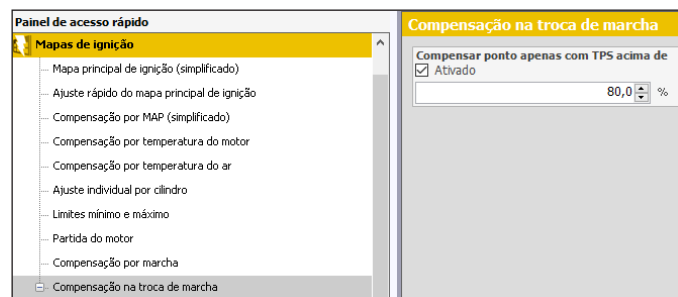 Painel de acesso rápido
Mapas de ignição
Mapa principal de ignição (simplificado)
Ajuste rápido do mapa principal de ignição
Compensação por MAP (simplificado)
Compensação por temperatura do motor
Compensação por temperatura do ar
Ajuste individual por cilindro
Limites mínimo e máximo
Partida do motor
Compensação por marcha
Compensação na troca de marcha
Compensação na troca de marcha
Compensar ponto apenas com TPS acima de
Ativado
80,0 %